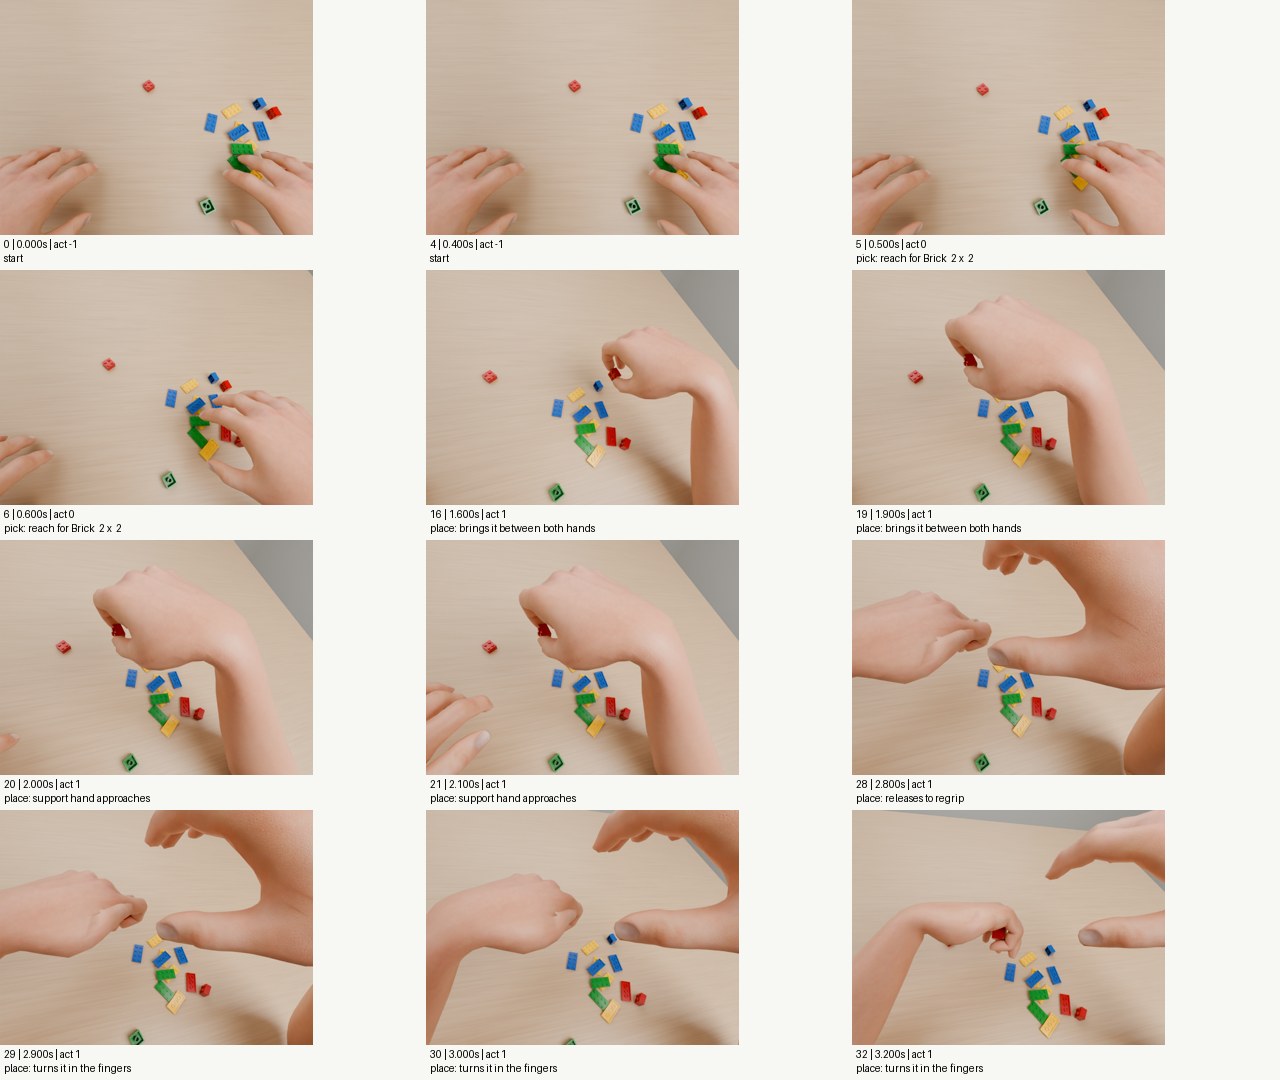 0 | 0.000s | act -1
start
4 | 0.400s | act -1
start
5 | 0.500s | act 0
pick: reach for Brick 2 x 2
6 | 0.600s | act 0
pick: reach for Brick 2 x 2
16 | 1.600s | act 1
place: brings it between both hands
19 | 1.900s | act 1
place: brings it between both hands
20 | 2.000s | act 1
place: support hand approaches
21 | 2.100s | act 1
place: support hand approaches
28 | 2.800s | act 1
place: releases to regrip
29 | 2.900s | act 1
place: turns it in the fingers
30 | 3.000s | act 1
place: turns it in the fingers
32 | 3.200s | act 1
place: turns it in the fingers